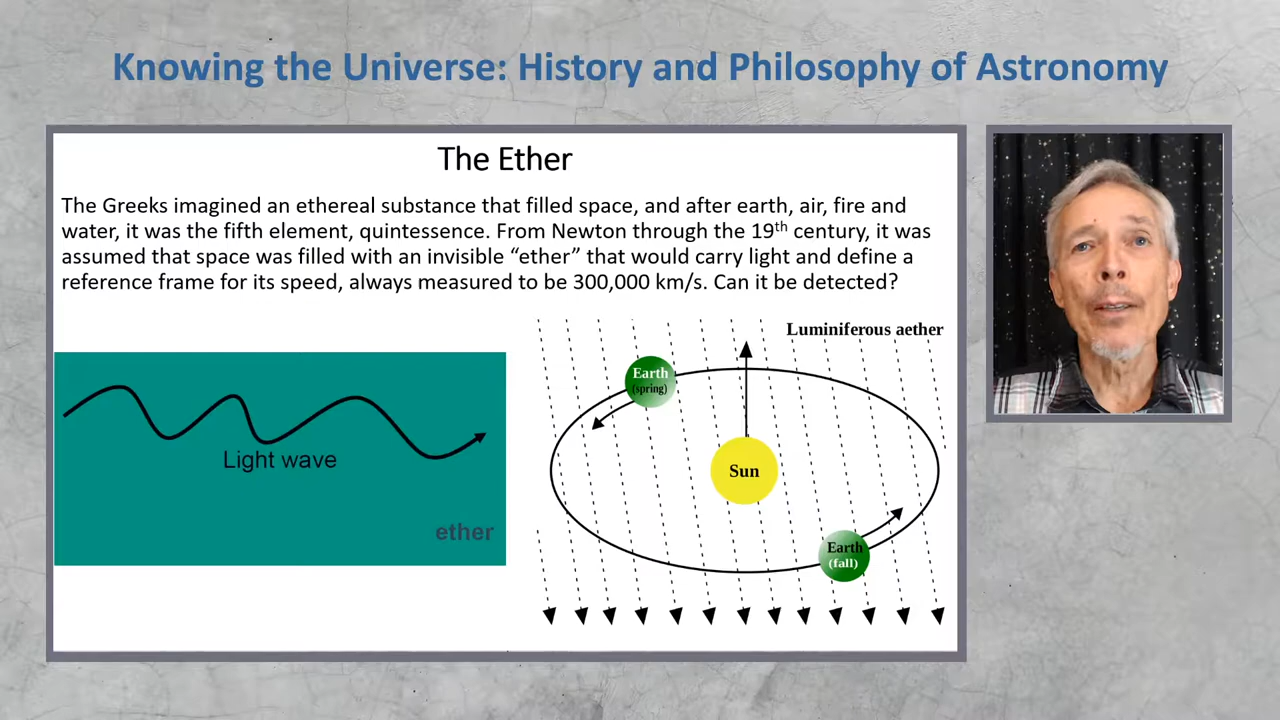 Knowing the Universe: History and Philosophy of Astronomy
The Ether
The Greeks imagined an ethereal substance that filled space, and after earth, air, fire and
water, it was the fifth element, quintessence. From Newton through the 19th century, it was
assumed that space was filled with an invisible “ether” that would carry light and define a
reference frame for its speed, always measured to be 300,000 km/s. Can it be detected?
Light wave
ether
Luminiferous aether
Earth
(spring)
Sun
Earth
(fall)